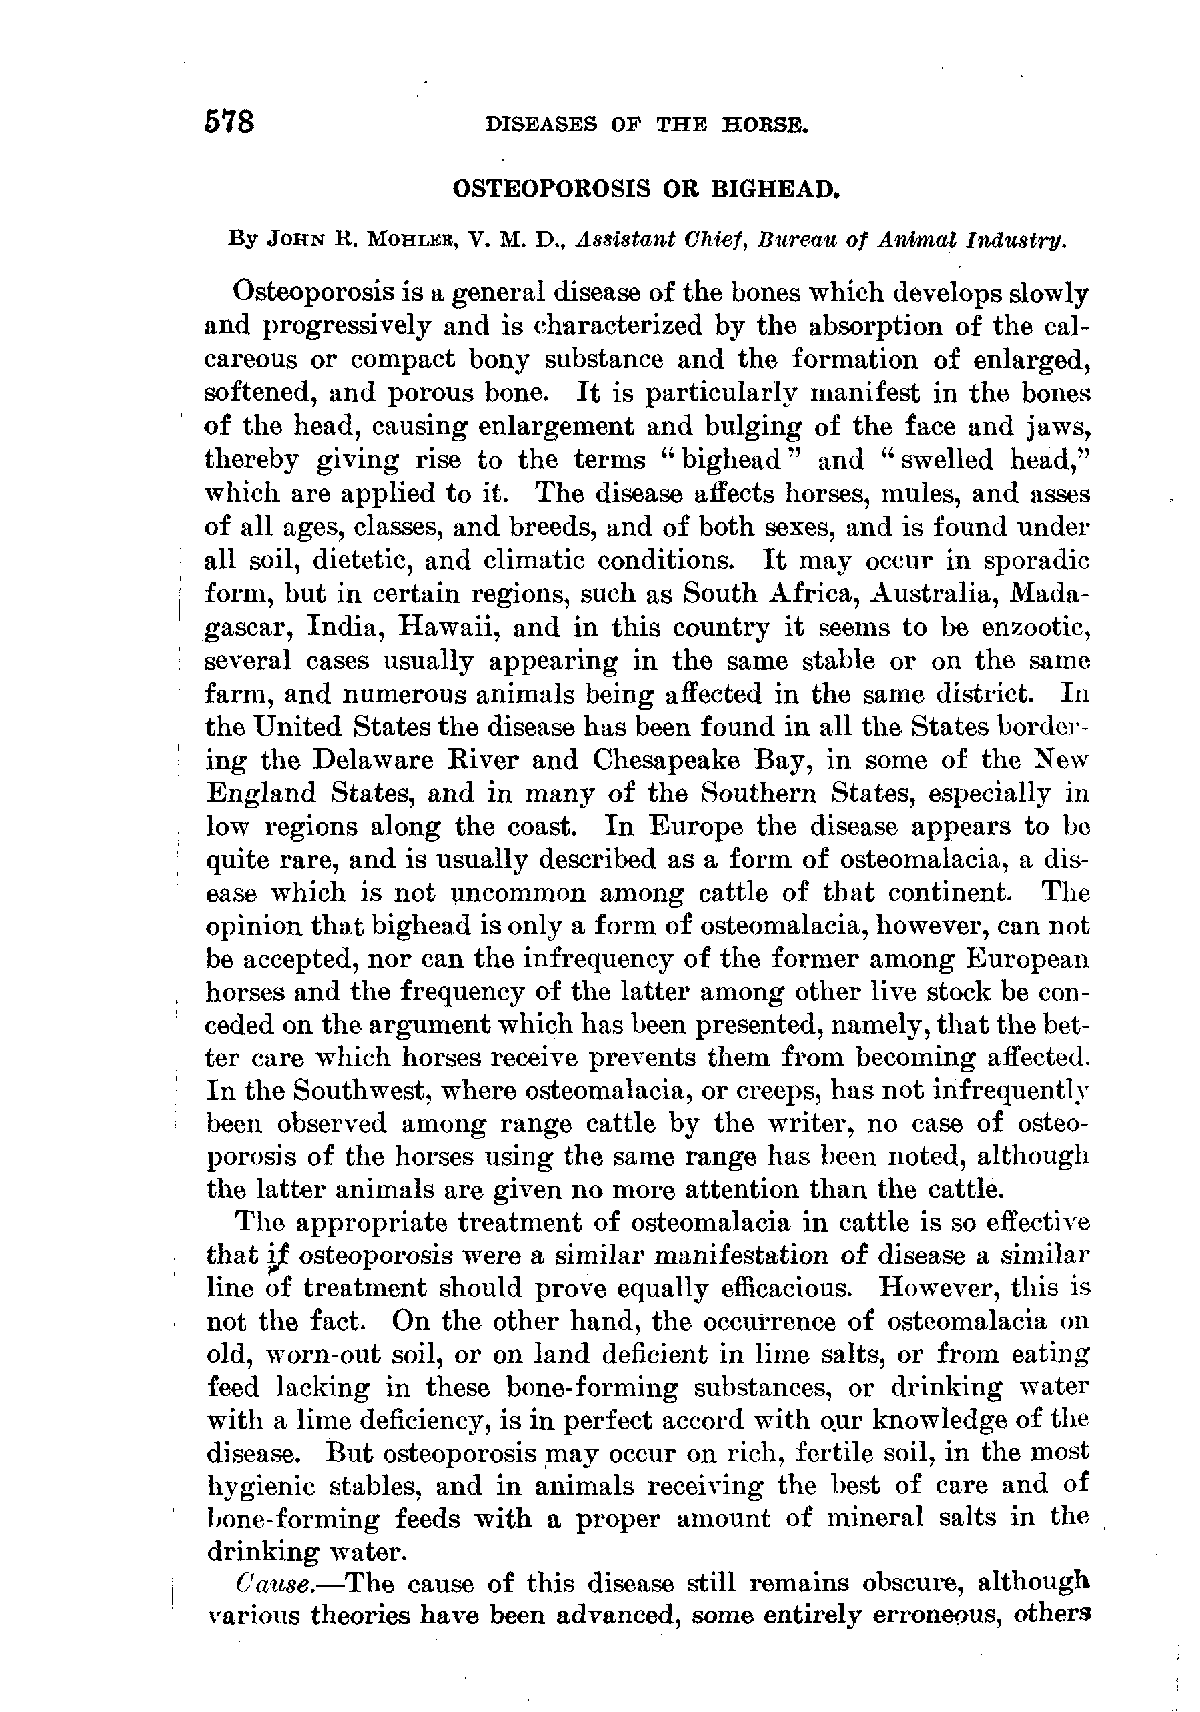 578 DISEASES OF THE HORSE.
OSTEOPOROSIS OR BIGHEAD.
By JOHN R. MOHLER, V. M. D., Assistant Chief, Bureau of Animal Industry.
Osteoporosis is a general disease of the bones which develops slowly
and progressively and is characterized by the absorption of the cal-
careous or compact bony substance and the formation of enlarged,
softened, and porous bone. It is particularly manifest in the bones
of the head, causing enlargement and bulging of the face and jaws,
thereby giving rise to the terms "bighead" and "swelled head,"
which are applied to it. The disease affects horses, mules, and asses
of all ages, classes, and breeds, and of both sexes, and is found under
all soil, dietetic, and climatic conditions. It may occur in sporadic
form, but in certain regions, such as South Africa, Australia, Mada-
gascar, India, Hawaii, and in this country it seems to be enzootic,
several cases usually appearing in the same stable or on the same
farm, and numerous animals being affected in the same district. In
the United States the disease has been found in all the States border-
ing the Delaware River and Chesapeake Bay, in some of the New
England States, and in many of the Southern States, especially in
low regions along the coast. In Europe the disease appears to be
quite rare, and is usually described as a form of osteomalacia, a dis-
ease which is not uncommon among cattle of that continent. The
opinion that bighead is only a form of osteomalacia, however, can not
be accepted, nor can the infrequency of the former among European
horses and the frequency of the latter among other live stock be con-
ceded on the argument which has been presented, namely, that the bet-
ter care which horses receive prevents them from becoming affected.
In the Southwest, where osteomalacia, or creeps, has not infrequently
been observed among range cattle by the writer, no case of osteo-
porosis of the horses using the same range has been noted, although
the latter animals are given no more attention than the cattle.
The appropriate treatment of osteomalacia in cattle is so effective
that if osteoporosis were a similar manifestation of disease a similar
line of treatment should prove equally efficacious. However, this is
not the fact. On the other hand, the occurrence of osteomalacia on
old, worn-out soil, or on land deficient in lime salts, or from eating
feed lacking in these bone-forming substances, or drinking water
with a lime deficiency, is in perfect accord with our knowledge of the
disease. But osteoporosis may occur on rich, fertile soil, in the most
hygienic stables, and in animals receiving the best of care and of
bone-forming feeds with a proper amount of mineral salts in the
drinking water.
Cause.—The cause of this disease still remains obscure, although
various theories have been advanced, some entirely erroneous, others